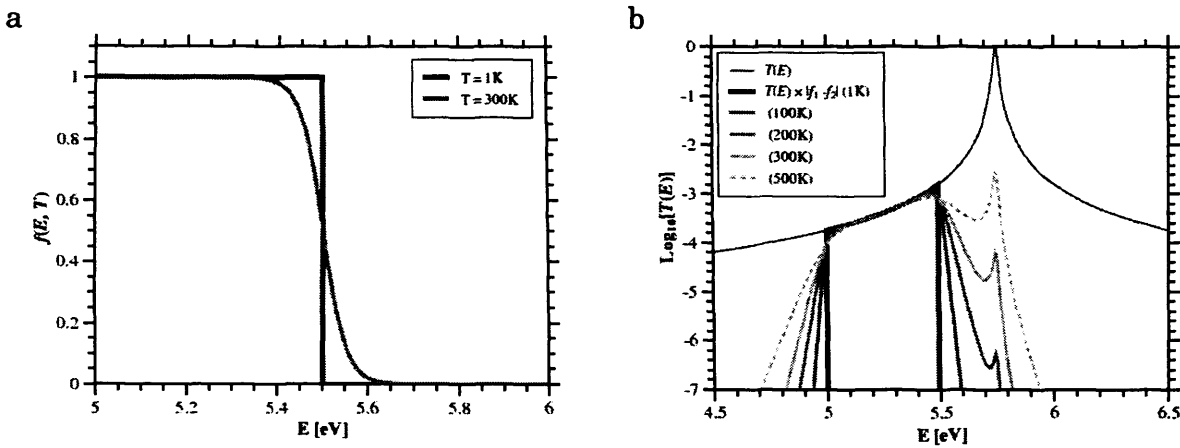 a
f(E, T)
1
0.8
0.6
0.4
0.2
0
T = 1K
T = 300K
5
5.2
5.4
5.6
5.8
6
E [eV]
b
Log10[T(E)]
0
-1
-2
-3
-4
-5
-6
-7
T(E)
T(E) × |f1 -f2| (1K)
(100K)
(200K)
(300K)
(500K)
4.5
5
5.5
6
6.5
E [eV]